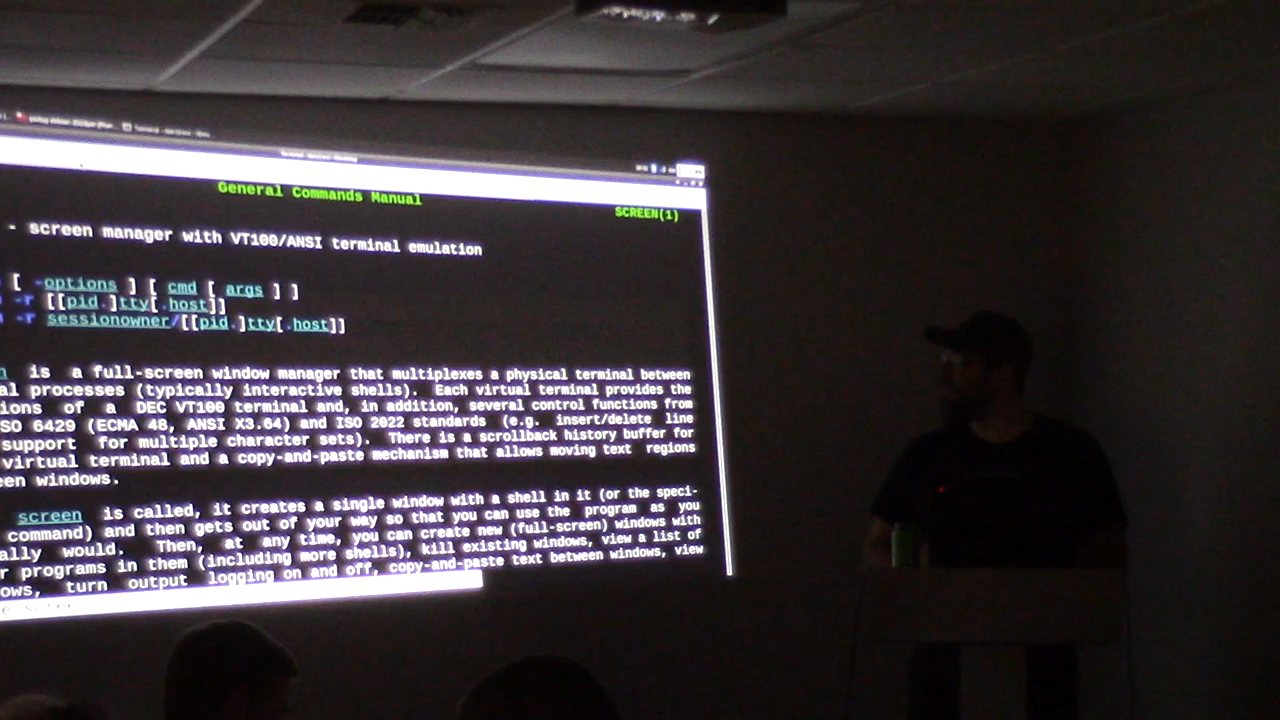 General Commands Manual
SCREEN(1)
- screen manager with VT100/ANSI terminal emulation
[ -options ] [ cmd [ args ] ]
-r [[pid.]tty[.host]]
-r sessionowner/[[pid.]tty[.host]]
is a full-screen window manager that multiplexes a physical terminal between
al processes (typically interactive shells). Each virtual terminal provides the
ions of a DEC VT100 terminal and, in addition, several control functions from
SO 6429 (ECMA 48, ANSI X3.64) and ISO 2022 standards (e.g. insert/delete line
support for multiple character sets). There is a scrollback history buffer for
virtual terminal and a copy-and-paste mechanism that allows moving text regions
een windows.
screen is called, it creates a single window with a shell in it (or the speci-
command) and then gets out of your way so that you can use the program as you
ally would. Then, at any time, you can create new (full-screen) windows with
r programs in them (including more shells), kill existing windows, view a list of
ows, turn output logging on and off, copy-and-paste text between windows, view